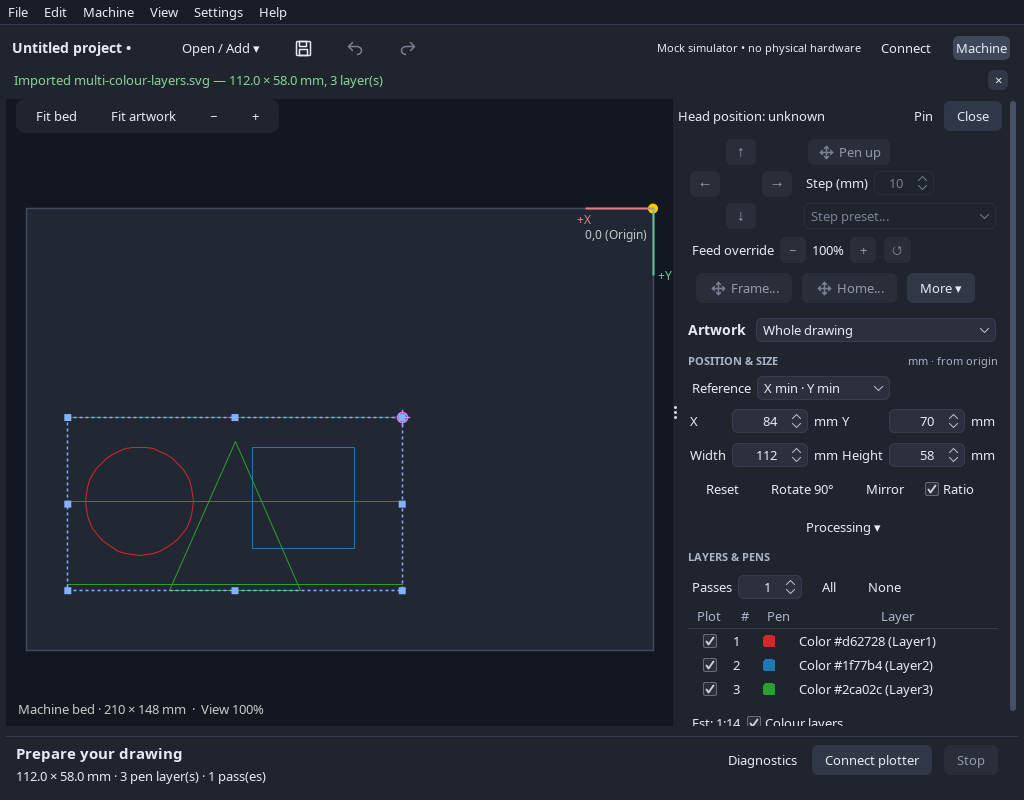 File Edit Machine View Settings Help
Untitled project • Open / Add ▾ Mock simulator • no physical hardware Connect Machine
Imported multi-colour-layers.svg — 112.0 × 58.0 mm, 3 layer(s) ×
Fit bed Fit artwork − +
Head position: unknown Pin Close
↑ Pen up
← → Step (mm) 10
↓ Step preset...
Feed override − 100% + ↺
Frame... Home... More ▾
+X
0,0 (Origin)
+Y
Artwork Whole drawing
POSITION & SIZE mm · from origin
Reference X min · Y min
X 84 mm Y 70 mm
Width 112 mm Height 58 mm
Reset Rotate 90° Mirror Ratio
Processing ▾
LAYERS & PENS
Passes 1 All None
Plot # Pen Layer
1 Color #d62728 (Layer1)
2 Color #1f77b4 (Layer2)
3 Color #2ca02c (Layer3)
Est: 1:14 Colour layers
Machine bed · 210 × 148 mm · View 100%
Prepare your drawing
112.0 × 58.0 mm · 3 pen layer(s) · 1 pass(es)
Diagnostics Connect plotter Stop